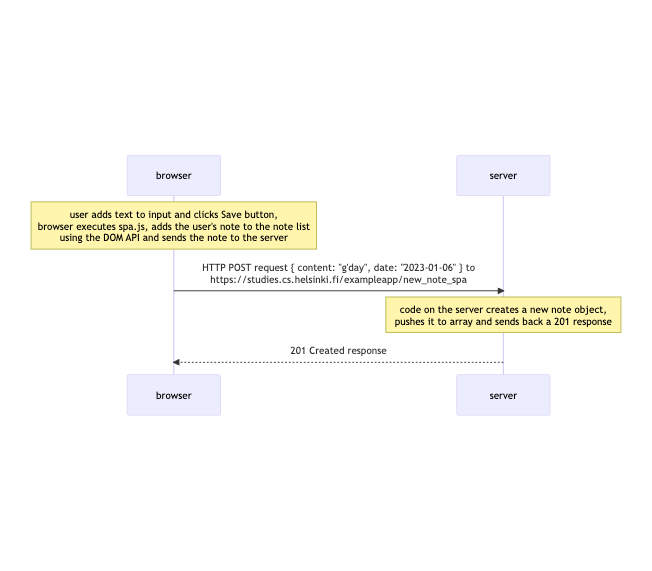 browser
server
user adds text to input and clicks Save button,
browser executes spa.js, adds the user's note to the note list
using the DOM API and sends the note to the server
HTTP POST request { content: "g'day", date: "2023-01-06" } to
https://studies.cs.helsinki.fi/exampleapp/new_note_spa
code on the server creates a new note object,
pushes it to array and sends back a 201 response
201 Created response
browser
server